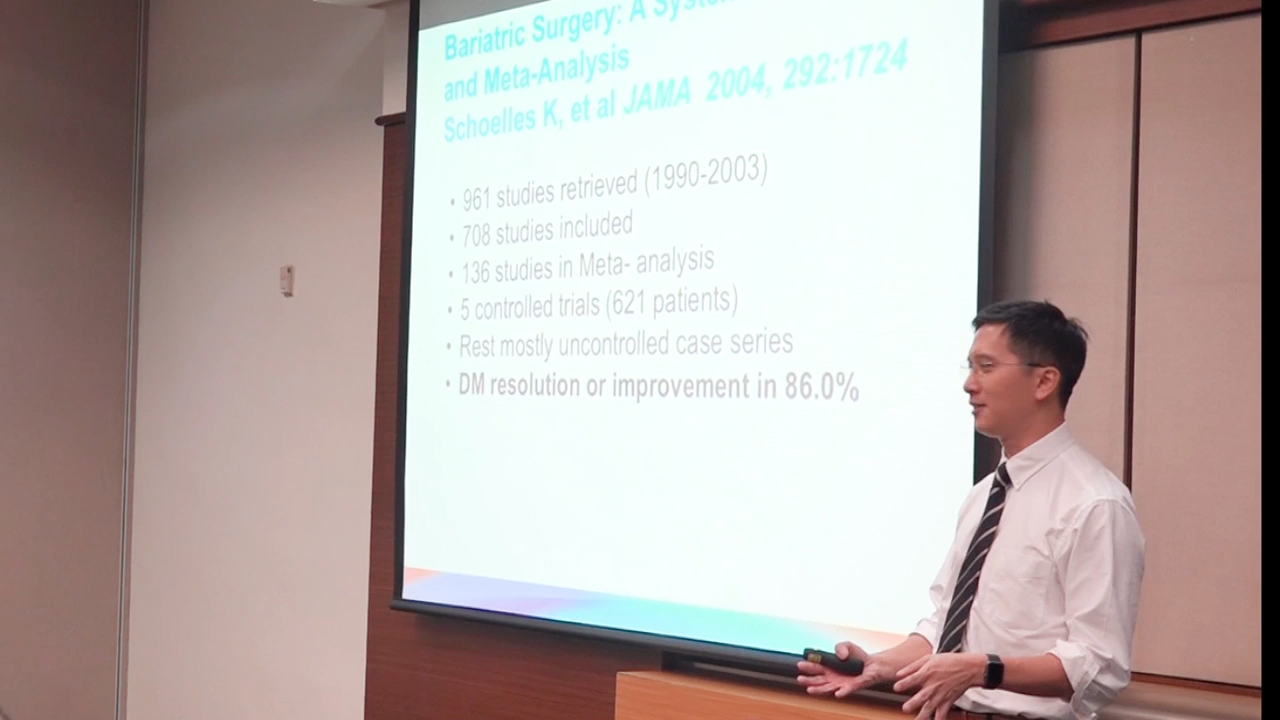 Bariatric Surgery: A
and Meta-Analysis
Schoelles K, et al JAMA 2004, 292:1724
• 961 studies retrieved (1990-2003)
• 708 studies included
• 136 studies in Meta- analysis
• 5 controlled trials (621 patients)
• Rest mostly uncontrolled case series
• DM resolution or improvement in 86.0%